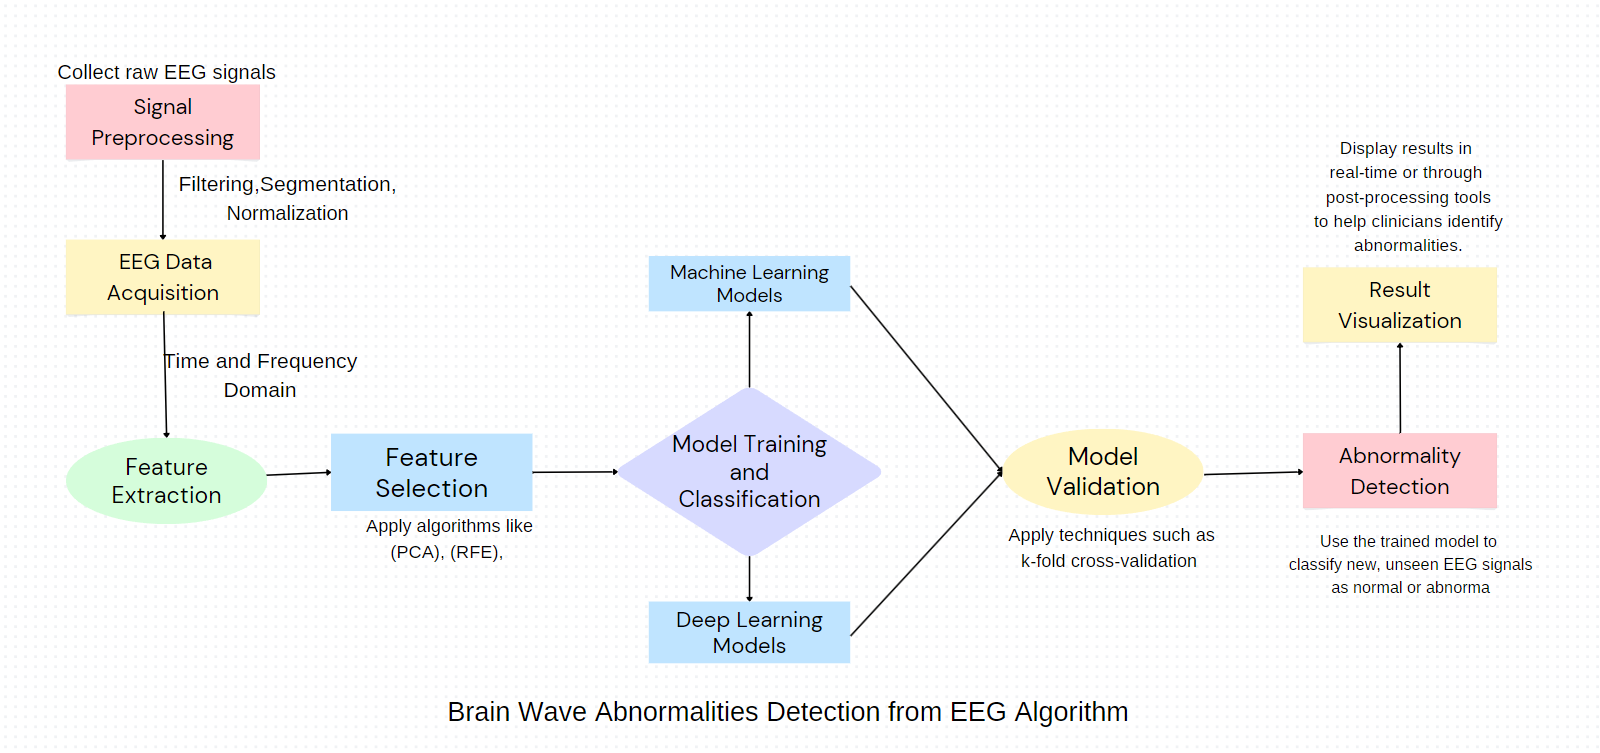 Collect raw EEG signals
Signal
Preprocessing
Filtering,Segmentation,
Normalization
EEG Data
Acquisition
Time and Frequency
Domain
Feature
Extraction
Feature
Selection
Apply algorithms like
(PCA), (RFE),
Machine Learning
Models
Model Training
and
Classification
Deep Learning
Models
Model
Validation
Apply techniques such as
k-fold cross-validation
Display results in
real-time or through
post-processing tools
to help clinicians identify
abnormalities.
Result
Visualization
Abnormality
Detection
Use the trained model to
classify new, unseen EEG signals
as normal or abnorma
Brain Wave Abnormalities Detection from EEG Algorithm